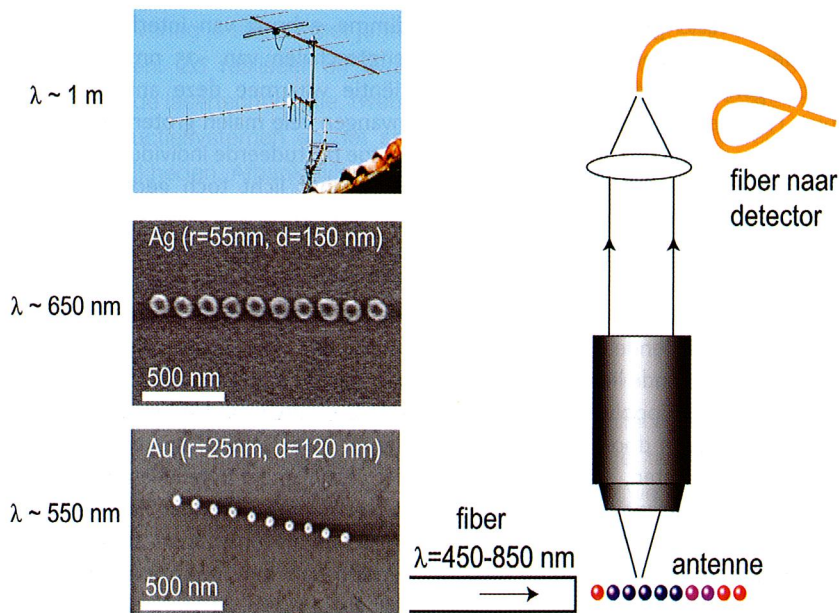 λ ~ 1 m
Ag (r=55nm, d=150 nm)
λ ~ 650 nm
500 nm
Au (r=25nm, d=120 nm)
λ ~ 550 nm
500 nm
fiber naar
detector
fiber
λ=450-850 nm
antenne